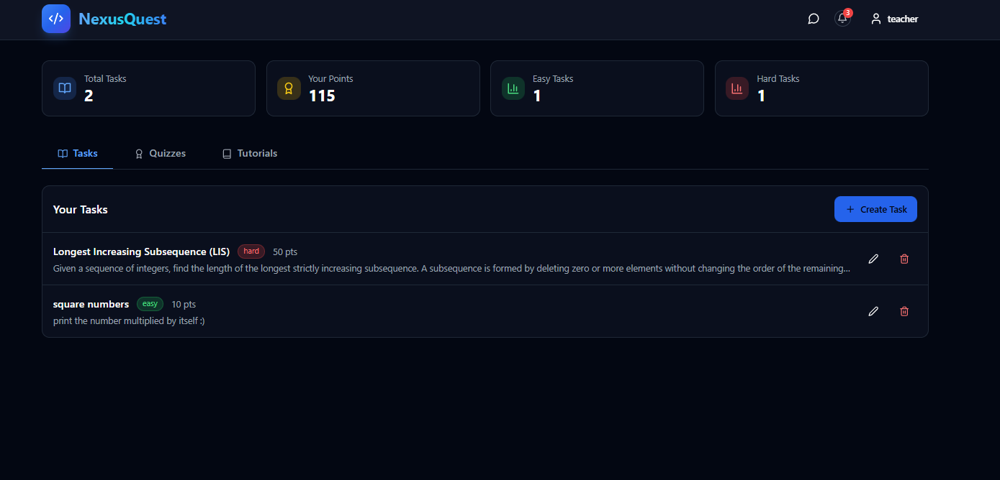 </> NexusQuest
3
teacher
Total Tasks
2
Your Points
115
Easy Tasks
1
Hard Tasks
1
Tasks
Quizzes
Tutorials
Your Tasks
+ Create Task
Longest Increasing Subsequence (LIS) hard 50 pts
Given a sequence of integers, find the length of the longest strictly increasing subsequence. A subsequence is formed by deleting zero or more elements without changing the order of the remaining...
square numbers easy 10 pts
print the number multiplied by itself :)